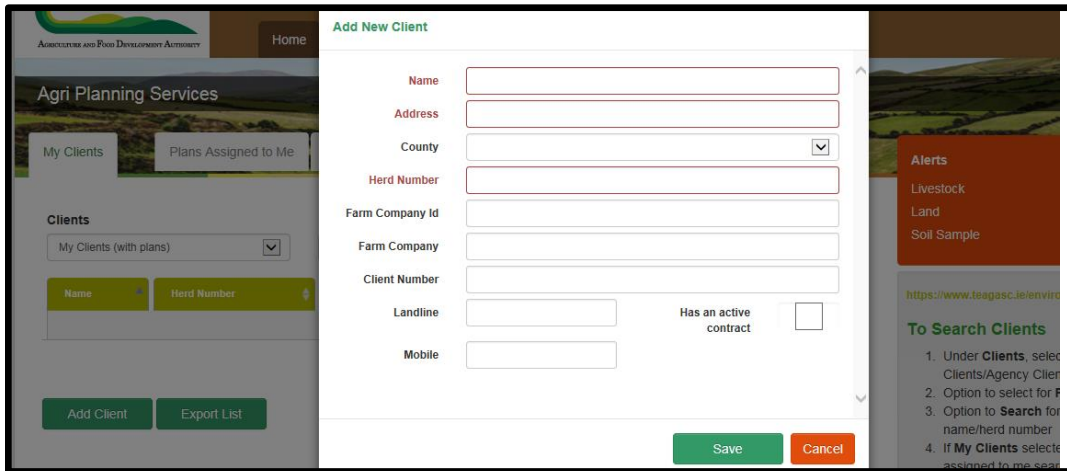 AGRICULTURE AND FOOD DEVELOPMENT AUTHORITY
Home
Agri Planning Services
My Clients
Plans Assigned to Me
Clients
My Clients (with plans)
Name
Herd Number
Add Client
Export List
Add New Client
Name
Address
County
Herd Number
Farm Company Id
Farm Company
Client Number
Landline
Has an active
contract
Mobile
Save
Cancel
Alerts
Livestock
Land
Soil Sample
https://www.teagasc.ie/enviro
To Search Clients
1. Under Clients, selec
Clients/Agency Clien
2. Option to select for
3. Option to Search for
name/herd number
4. If My Clients selecte
assigned to me sear